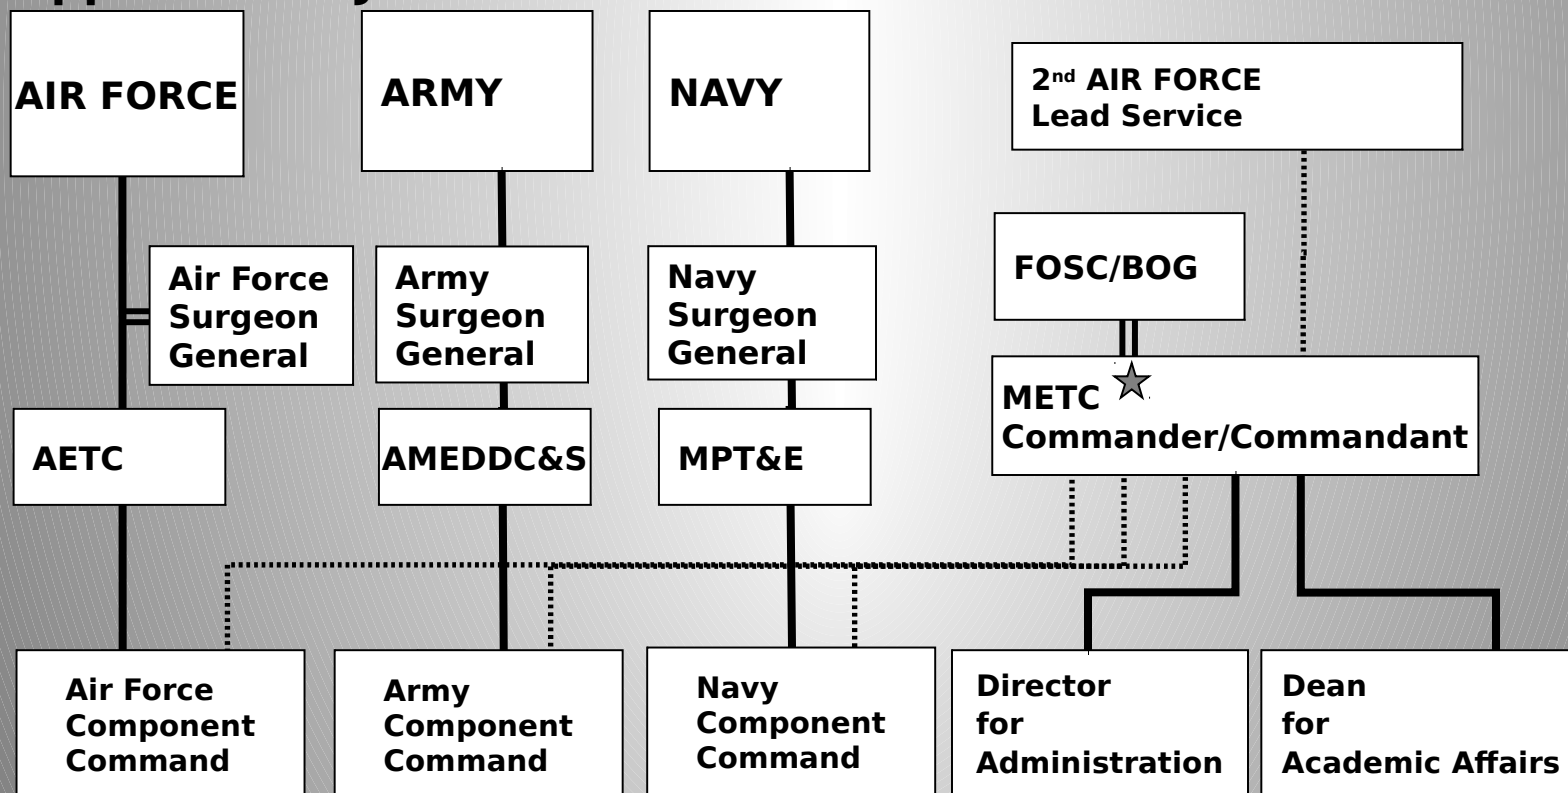 AIR FORCE
ARMY
NAVY
2nd AIR FORCE
Lead Service
Air Force
Surgeon
General
Army
Surgeon
General
Navy
Surgeon
General
FOSC/BOG
METC
Commander/Commandant
AETC
AMEDDC&S
MPT&E
Air Force
Component
Command
Army
Component
Command
Navy
Component
Command
Director
for
Administration
Dean
for
Academic Affairs